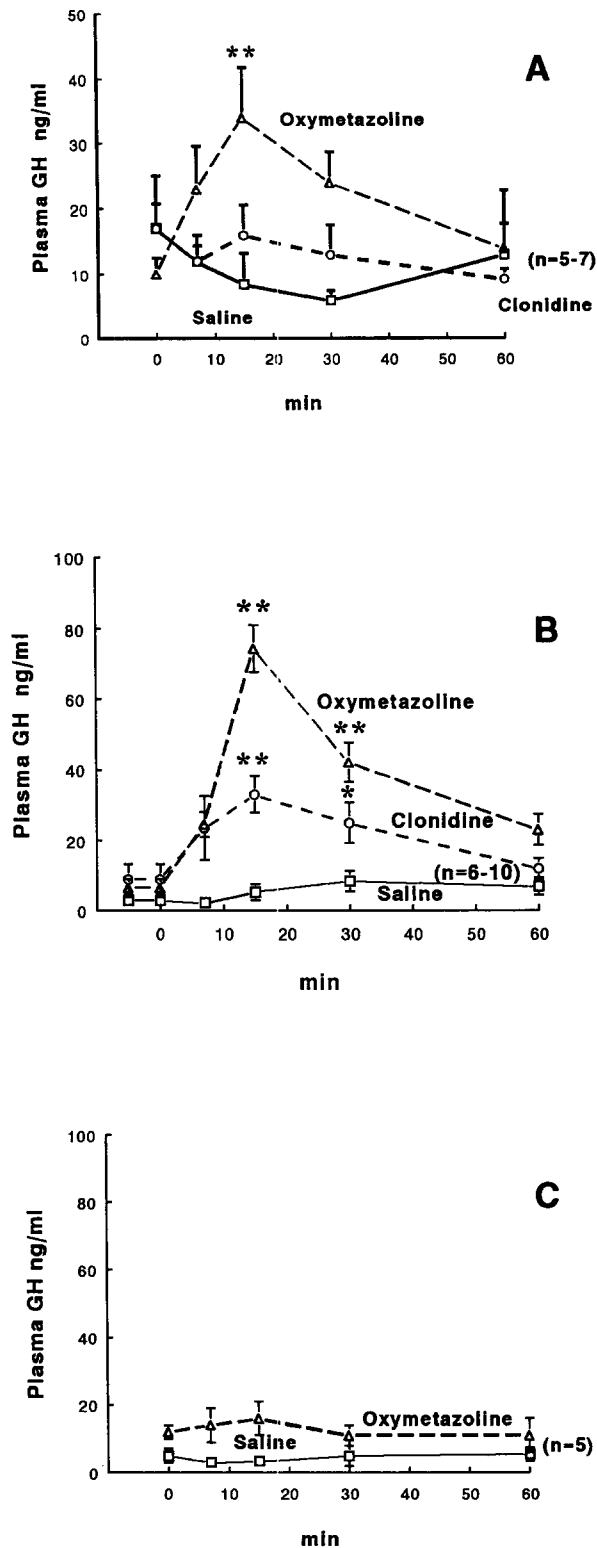 50
**
A
40
Oxymetazoline
Plasma GH ng/ml
30
20
(n=5-7)
10
Clonidine
Saline
0
0 10 20 30 40 50 60
min
100
**
B
80
Plasma GH ng/ml
60
Oxymetazoline
**
**
40
*
Clonidine
20
(n=6-10)
Saline
0
0 10 20 30 40 50 60
min
100
C
80
Plasma GH ng/ml
60
40
20
Oxymetazoline
Saline
(n=5)
0
0 10 20 30 40 50 60
min